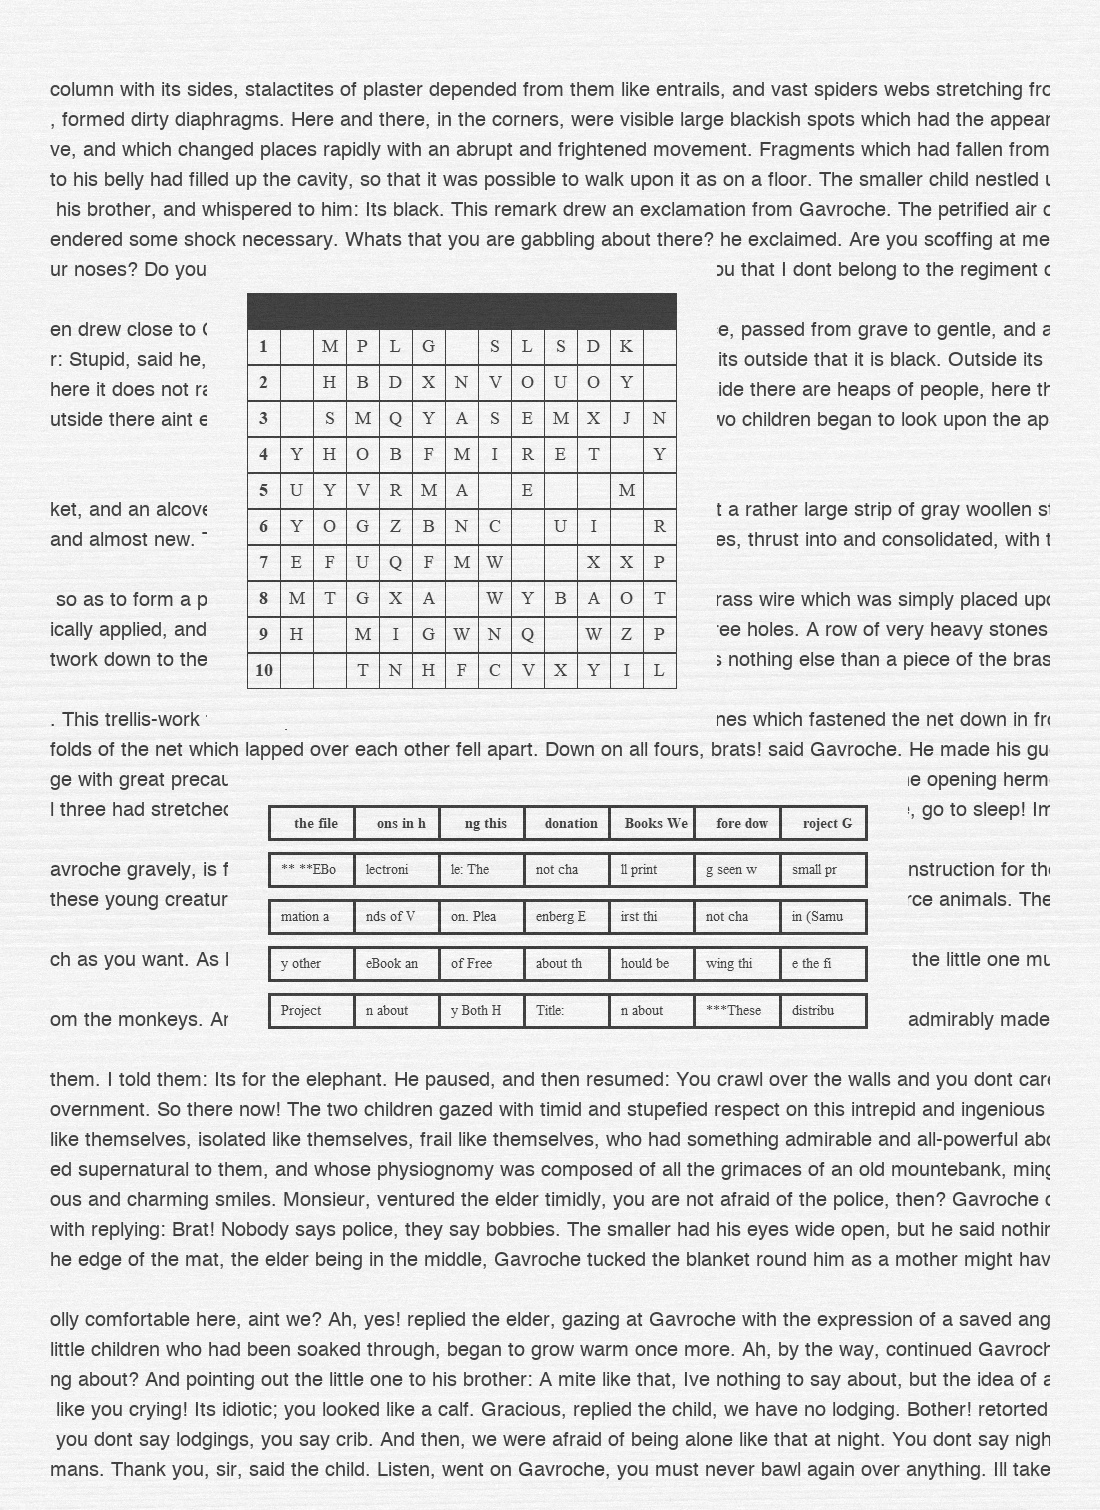 column with its sides, stalactites of plaster depended from them like entrails, and vast spiders webs stretching fro
, formed dirty diaphragms. Here and there, in the corners, were visible large blackish spots which had the appear
ve, and which changed places rapidly with an abrupt and frightened movement. Fragments which had fallen from
to his belly had filled up the cavity, so that it was possible to walk upon it as on a floor. The smaller child nestled u
his brother, and whispered to him: Its black. This remark drew an exclamation from Gavroche. The petrified air o
endered some shock necessary. Whats that you are gabbling about there? he exclaimed. Are you scoffing at me
ur noses? Do you ou that I dont belong to the regiment o
en drew close to e, passed from grave to gentle, and a
r: Stupid, said he, its outside that it is black. Outside its
here it does not ra ide there are heaps of people, here th
utside there aint e wo children began to look upon the ap
ket, and an alcove t a rather large strip of gray woollen st
and almost new. es, thrust into and consolidated, with t
so as to form a p rass wire which was simply placed upo
ically applied, and ree holes. A row of very heavy stones
twork down to the s nothing else than a piece of the bras
. This trellis-work nes which fastened the net down in fro
1 M P L G S L S D K
2 H B D X N V O U O Y
3 S M Q Y A S E M X J N
4 Y H O B F M I R E T Y
5 U Y V R M A E M
6 Y O G Z B N C U I R
7 E F U Q F M W X X P
8 M T G X A W Y B A O T
9 H M I G W N Q W Z P
10 T N H F C V X Y I L
folds of the net which lapped over each other fell apart. Down on all fours, brats! said Gavroche. He made his gue
ge with great precau e opening herm
l three had stretched , go to sleep! Im
avroche gravely, is f nstruction for the
these young creatur rce animals. The
ch as you want. As the little one mu
om the monkeys. An admirably made
the file ons in h ng this donation Books We fore dow roject G
** **EBo lectroni le: The not cha ll print g seen w small pr
mation a nds of V on. Plea enberg E irst thi not cha in (Samu
y other eBook an of Free about th hould be wing thi e the fi
Project n about y Both H Title: n about ***These distribu
them. I told them: Its for the elephant. He paused, and then resumed: You crawl over the walls and you dont care
overnment. So there now! The two children gazed with timid and stupefied respect on this intrepid and ingenious
like themselves, isolated like themselves, frail like themselves, who had something admirable and all-powerful abo
ed supernatural to them, and whose physiognomy was composed of all the grimaces of an old mountebank, ming
ous and charming smiles. Monsieur, ventured the elder timidly, you are not afraid of the police, then? Gavroche c
with replying: Brat! Nobody says police, they say bobbies. The smaller had his eyes wide open, but he said nothin
he edge of the mat, the elder being in the middle, Gavroche tucked the blanket round him as a mother might hav
olly comfortable here, aint we? Ah, yes! replied the elder, gazing at Gavroche with the expression of a saved ang
little children who had been soaked through, began to grow warm once more. Ah, by the way, continued Gavroch
ng about? And pointing out the little one to his brother: A mite like that, Ive nothing to say about, but the idea of a
like you crying! Its idiotic; you looked like a calf. Gracious, replied the child, we have no lodging. Bother! retorted
you dont say lodgings, you say crib. And then, we were afraid of being alone like that at night. You dont say nigh
mans. Thank you, sir, said the child. Listen, went on Gavroche, you must never bawl again over anything. Ill take